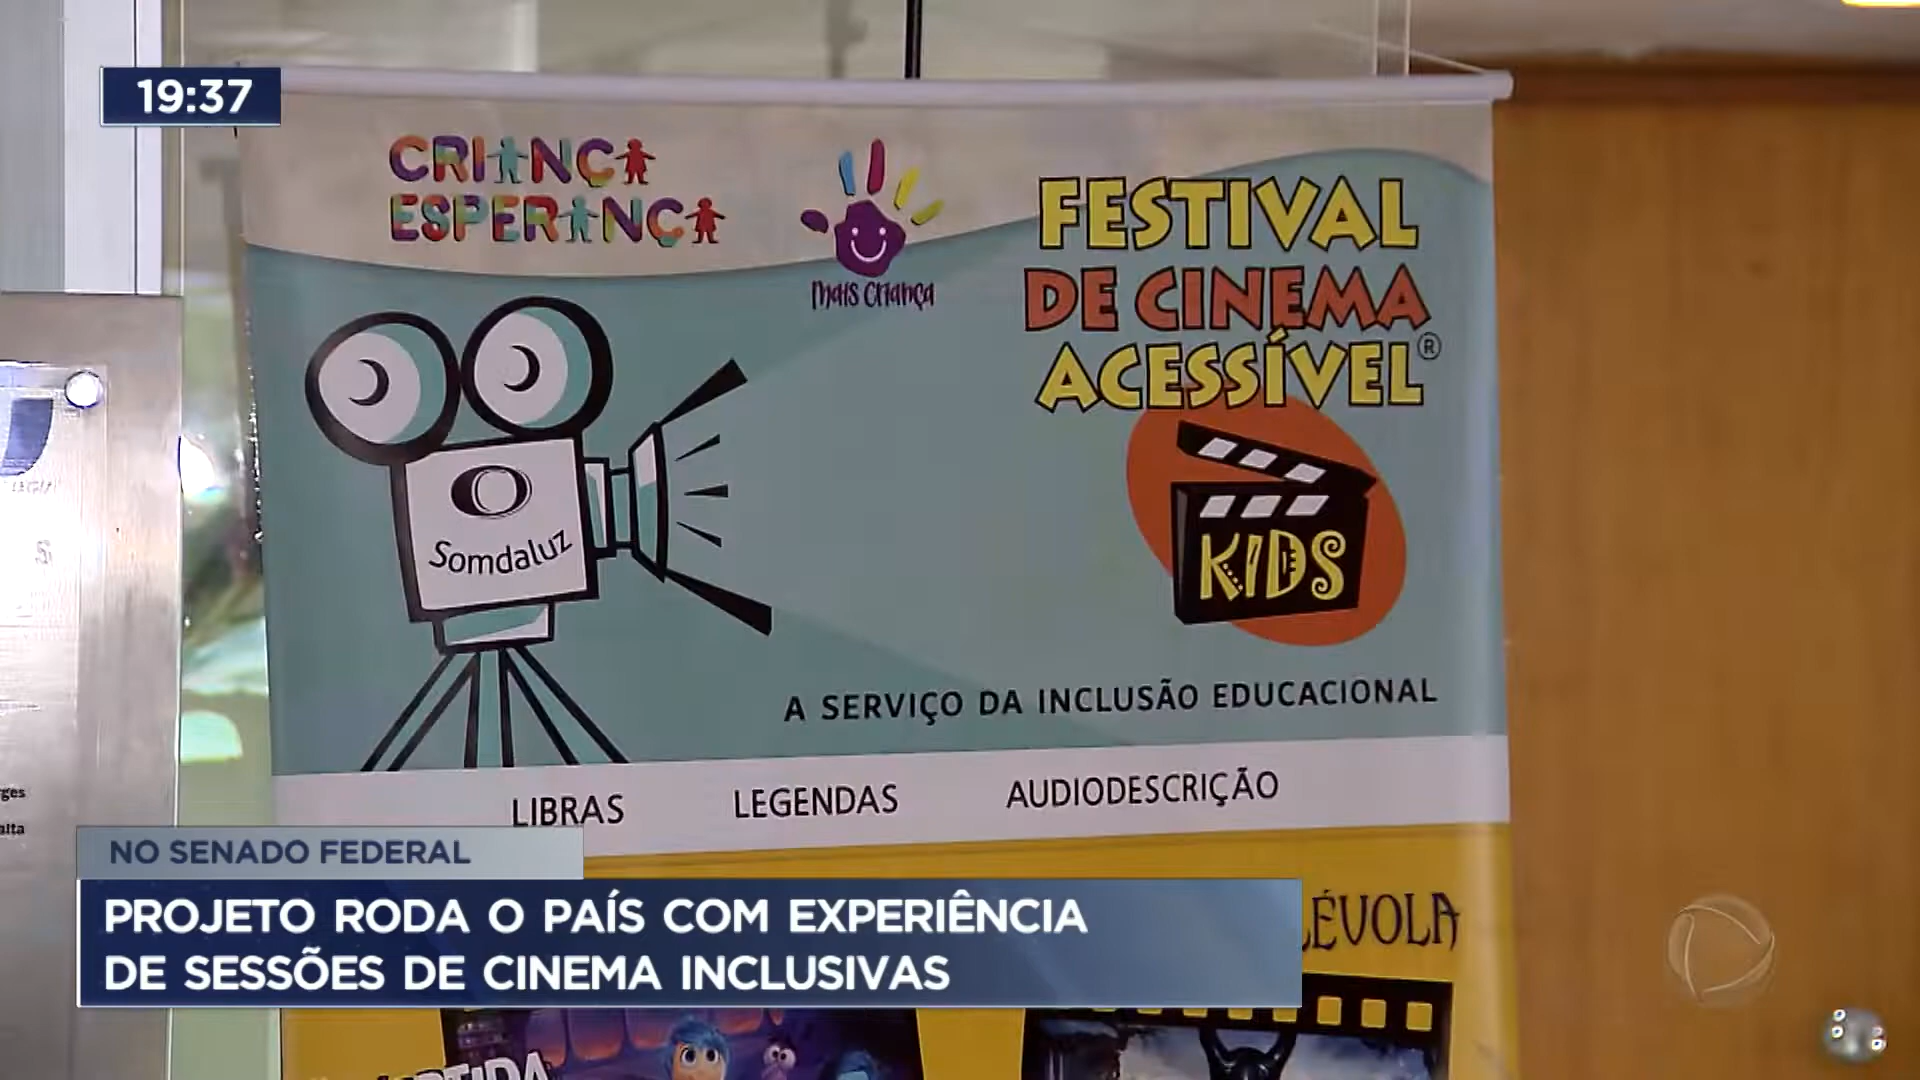 19:37
CRIANÇA
ESPERANÇA
Mais Criança
FESTIVAL
DE CINEMA
ACESSÍVEL®
KIDS
Somdaluz
A SERVIÇO DA INCLUSÃO EDUCACIONAL
LIBRAS LEGENDAS AUDIODESCRIÇÃO
NO SENADO FEDERAL
PROJETO RODA O PAÍS COM EXPERIÊNCIA
DE SESSÕES DE CINEMA INCLUSIVAS
ÉVOLA